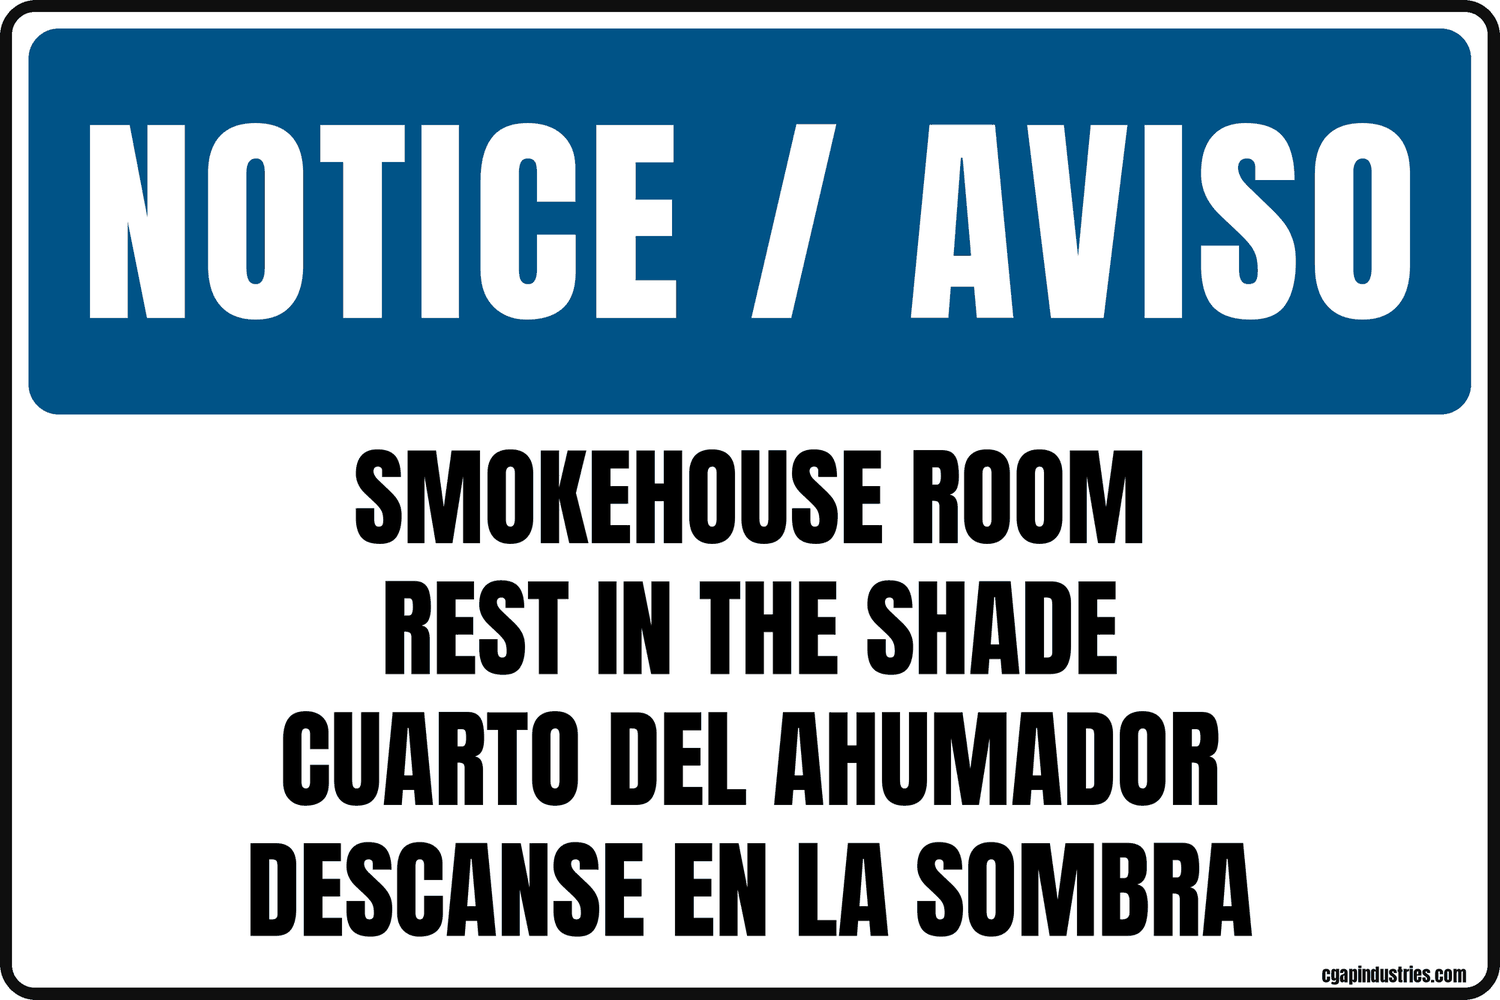 NOTICE / AVISO
SMOKEHOUSE ROOM
REST IN THE SHADE
CUARTO DEL AHUMADOR
DESCANSE EN LA SOMBRA
cgapindustries.com